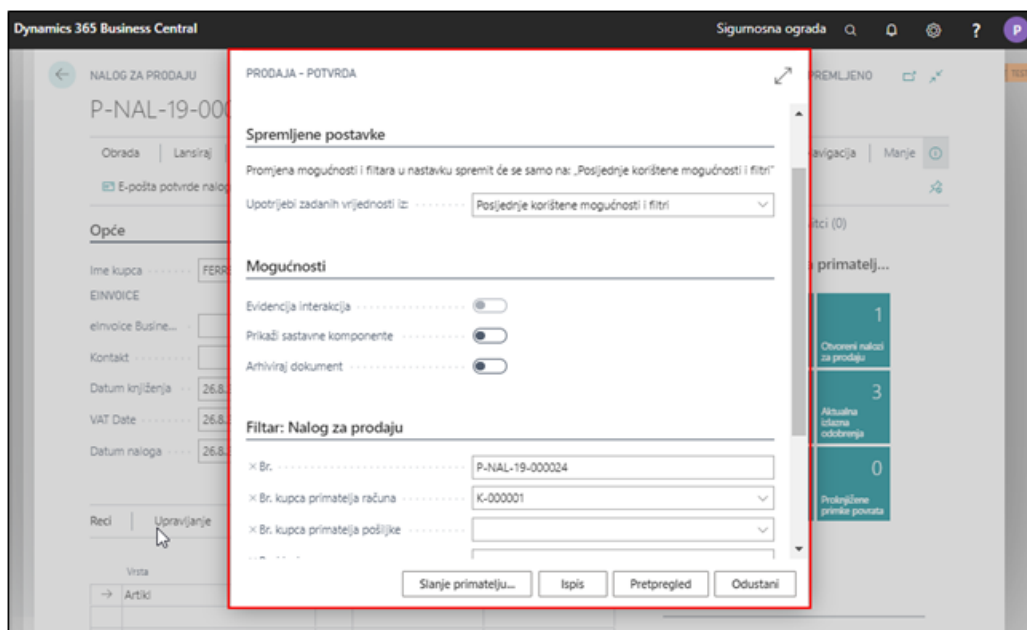 Dynamics 365 Business Central
Sigurnosna ograda
?
P
NALOG ZA PRODAJU
P-NAL-19-000
Obrada
Lansiraj
E-pošta potvrde nalog
Opće
Ime kupca
FERR
EINVOICE
eInvoice Busine...
Kontakt
Datum knjiženja
26.8.
VAT Date
26.8.
Datum naloga
26.8.
Reci
Upravljanje
Vrsta
Artikl
PRODAJA - POTVRDA
Spremljene postavke
Promjena mogućnosti i filtara u nastavku spremit će se samo na: „Posljednje korištene mogućnosti i filtri"
Upotrijebi zadanih vrijednosti iz:
Posljednje korištene mogućnosti i filtri
Mogućnosti
Evidencija interakcija
Prikaži sastavne komponente
Arhiviraj dokument
Filtar: Nalog za prodaju
× Br.
P-NAL-19-000024
× Br. kupca primatelja računa
K-000001
× Br. kupca primatelja pošiljke
Slanje primatelju...
Ispis
Pretpregled
Odustani
PREMLJENO
TEST
avigacija
Manje
itci (0)
primatelj...
1
Otvoreni nalozi
za prodaju
3
Aktualna
izlazna
odobrenja
0
Proknjižene
primke povrata